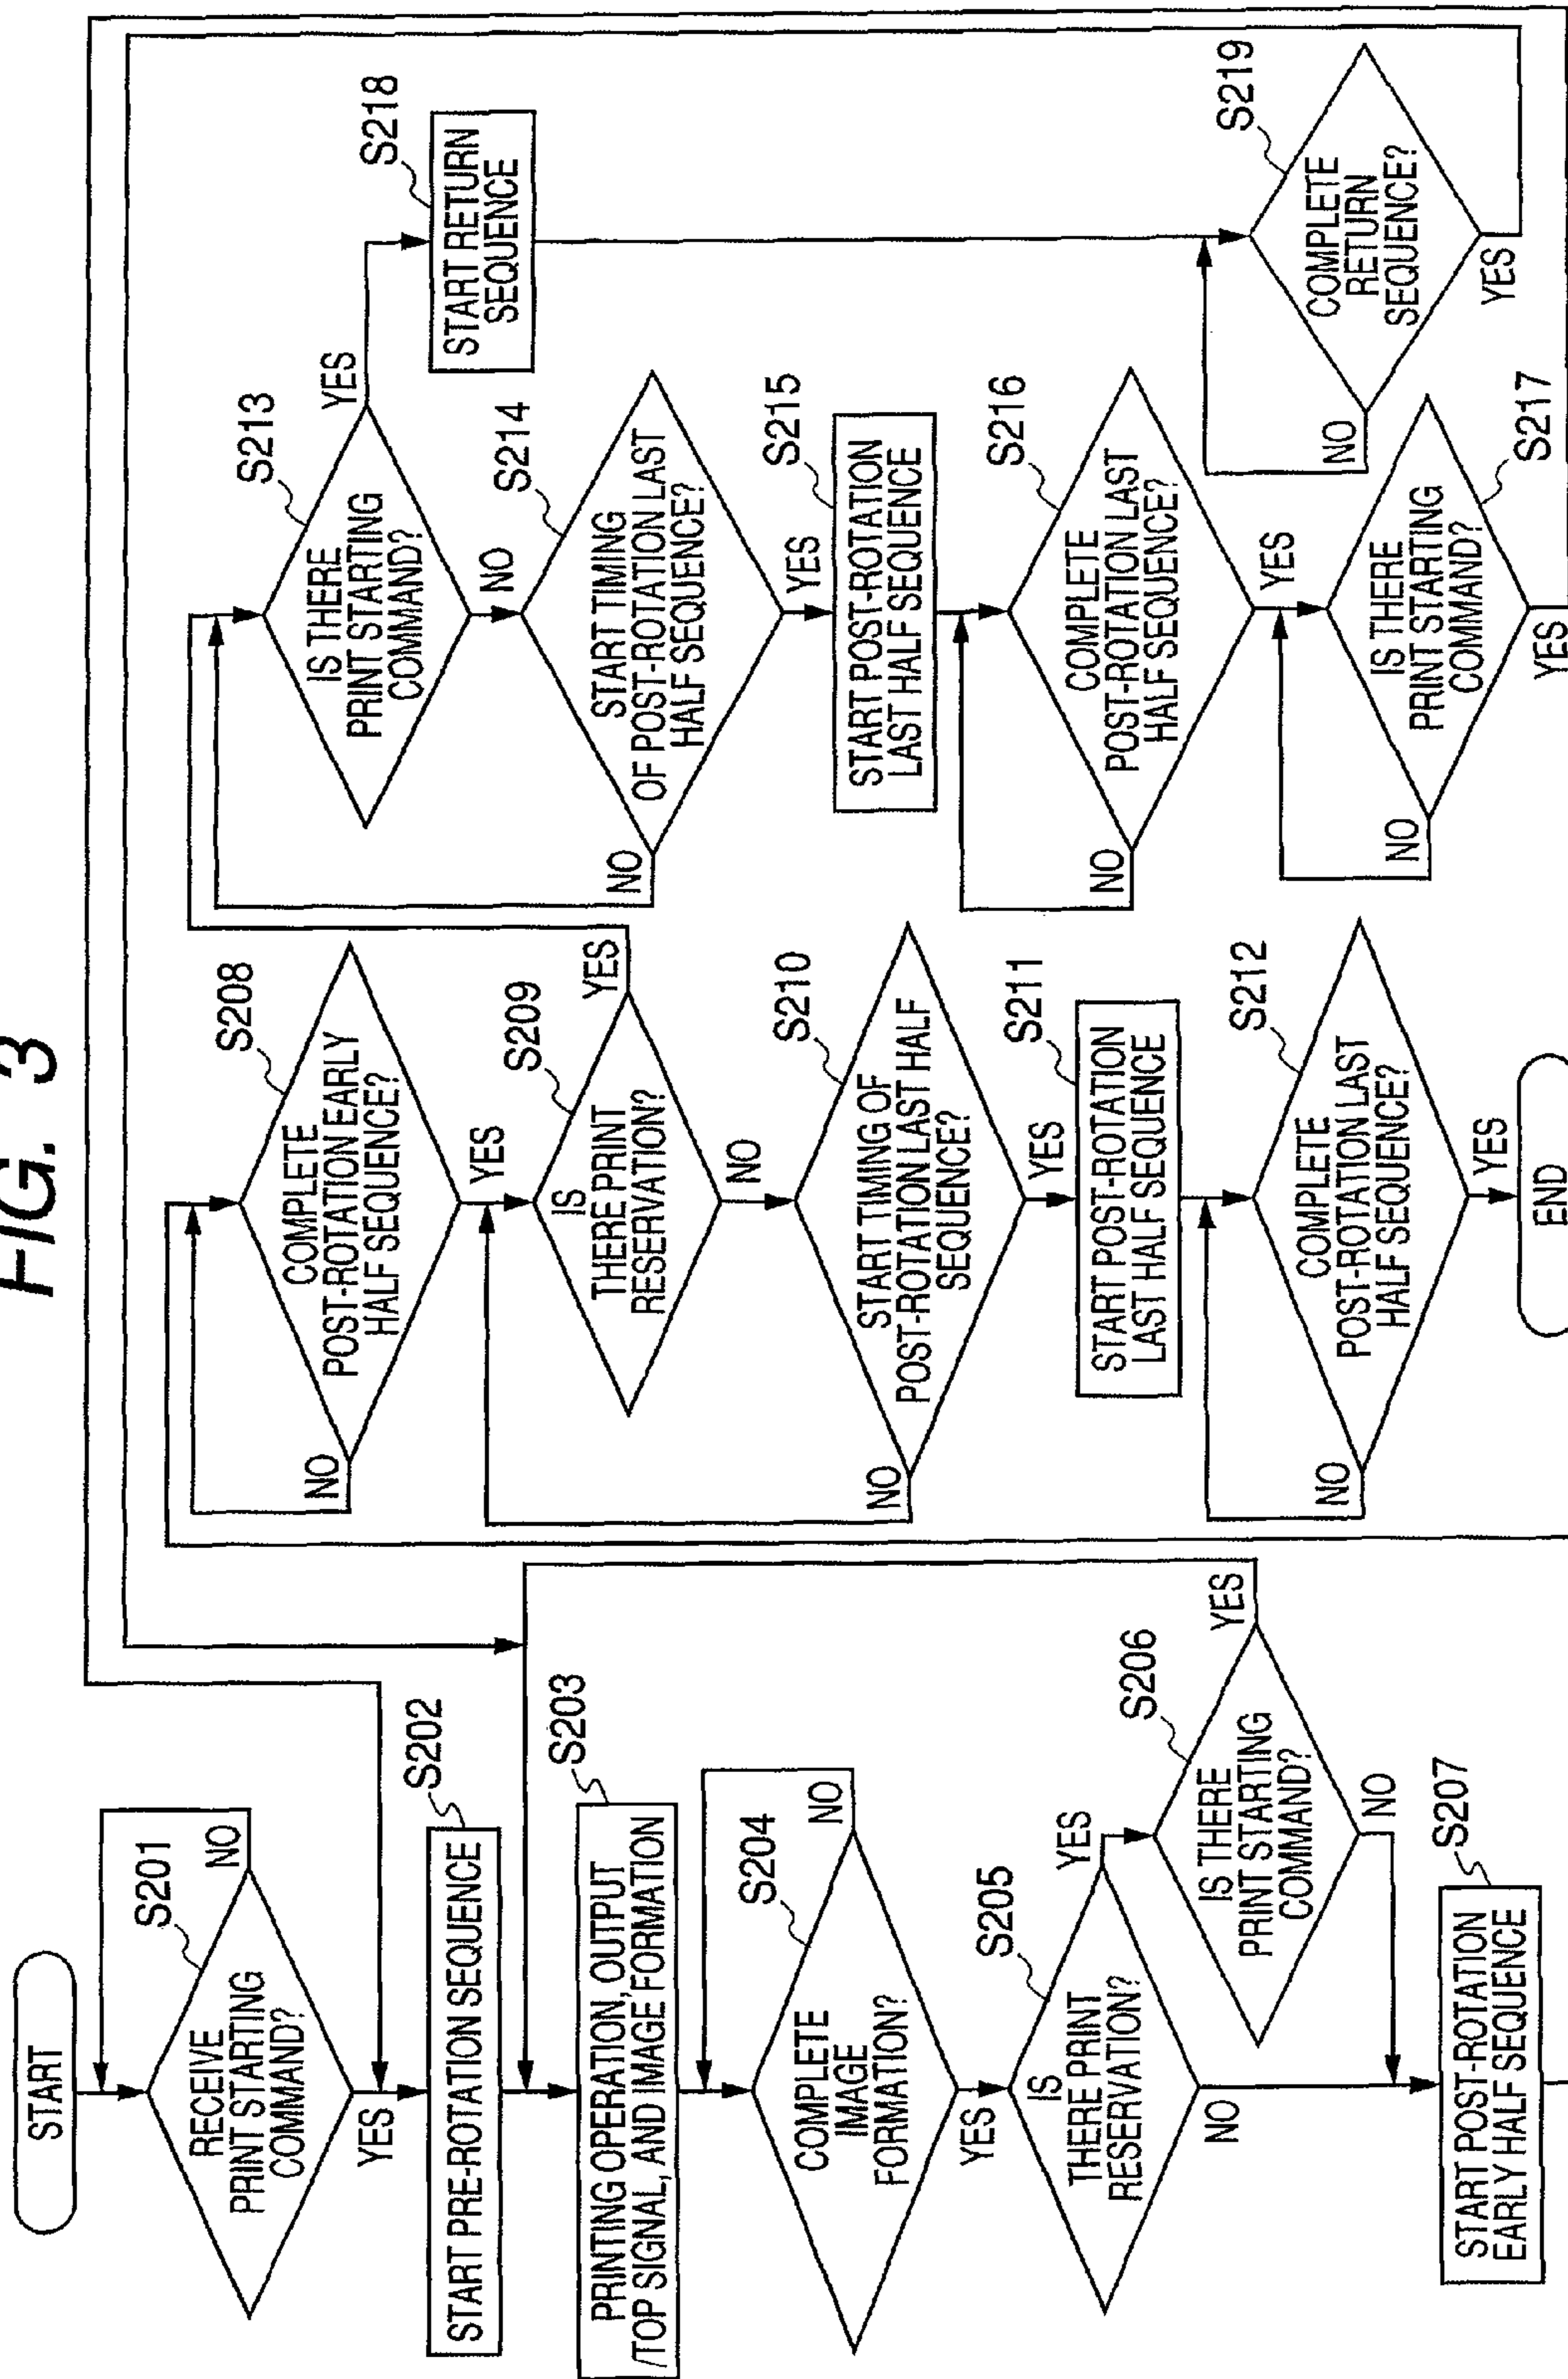 FIG. 3
START
S201
RECEIVE
PRINT STARTING
COMMAND?
NO
YES
S202
START PRE-ROTATION SEQUENCE
S203
PRINTING OPERATION, OUTPUT
/TOP SIGNAL, AND IMAGE FORMATION
S204
COMPLETE
IMAGE
FORMATION?
NO
YES
S205
IS
THERE PRINT
RESERVATION?
YES
NO
S206
IS THERE
PRINT STARTING
COMMAND?
YES
NO
S207
START POST-ROTATION
EARLY HALF SEQUENCE
S208
COMPLETE
POST-ROTATION EARLY
HALF SEQUENCE?
NO
YES
S209
IS
THERE PRINT
RESERVATION?
YES
NO
S210
START TIMING OF
POST-ROTATION LAST HALF
SEQUENCE?
NO
YES
S211
START POST-ROTATION
LAST HALF SEQUENCE
S212
COMPLETE
POST-ROTATION LAST
HALF SEQUENCE?
NO
YES
END
S213
IS THERE
PRINT STARTING
COMMAND?
YES
NO
S214
START TIMING
OF POST-ROTATION LAST
HALF SEQUENCE?
NO
YES
S215
START POST-ROTATION
LAST HALF SEQUENCE
S216
COMPLETE
POST-ROTATION LAST
HALF SEQUENCE?
NO
YES
S217
IS THERE
PRINT STARTING
COMMAND?
NO
YES
S218
START RETURN
SEQUENCE
S219
COMPLETE
RETURN
SEQUENCE?
NO
YES